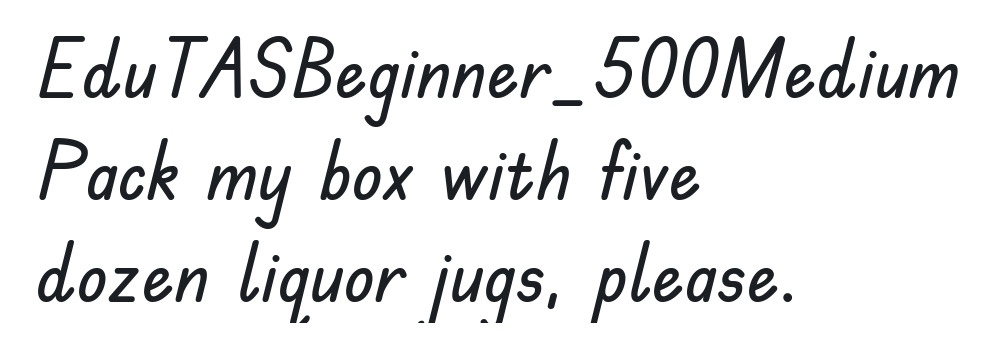 EduTASBeginner_500Medium
Pack my box with five
dozen liquor jugs, please.